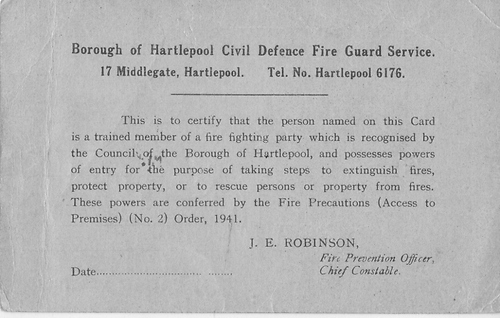 Borough of Hartlepool Civil Defence Fire Guard Service.
17 Middlegate, Hartlepool. Tel. No. Hartlepool 6176.
This is to certify that the person named on this Card
is a trained member of a fire fighting party which is recognised by
the Council of the Borough of Hartlepool, and possesses powers
of entry for the purpose of taking steps to extinguish fires,
protect property, or to rescue persons or property from fires.
These powers are conferred by the Fire Precautions (Access to
Premises) (No. 2) Order, 1941.
J. E. ROBINSON,
Fire Prevention Officer,
Chief Constable.
Date....................................